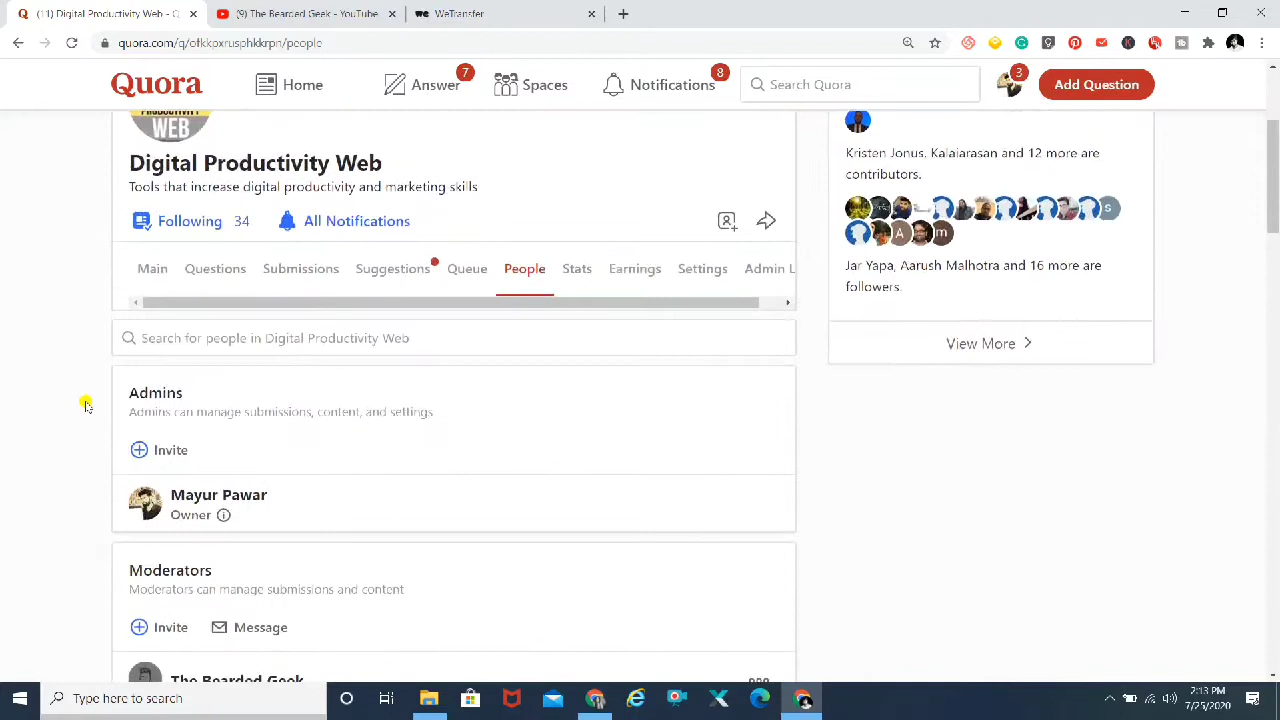 (11) Digital Productivity Web - Q
(9) The Bearded Geek - YouTube
WeTransfer
Quora
Home
Answer
7
Spaces
Notifications
8
Search Quora
3
Add Question
PRODUCTIVITY
WEB
Digital Productivity Web
Tools that increase digital productivity and marketing skills
Following 34
All Notifications
Main
Questions
Submissions
Suggestions
Queue
People
Stats
Earnings
Settings
Admin L
Search for people in Digital Productivity Web
Admins
Admins can manage submissions, content, and settings
Invite
Mayur Pawar
Owner
Moderators
Moderators can manage submissions and content
Invite
Message
The Bearded Geek
Kristen Jonus, Kalaiarasan and 12 more are
contributors.
S
A
m
Jar Yapa, Aarush Malhotra and 16 more are
followers.
View More
Type here to search
2:13 PM
7/25/2020